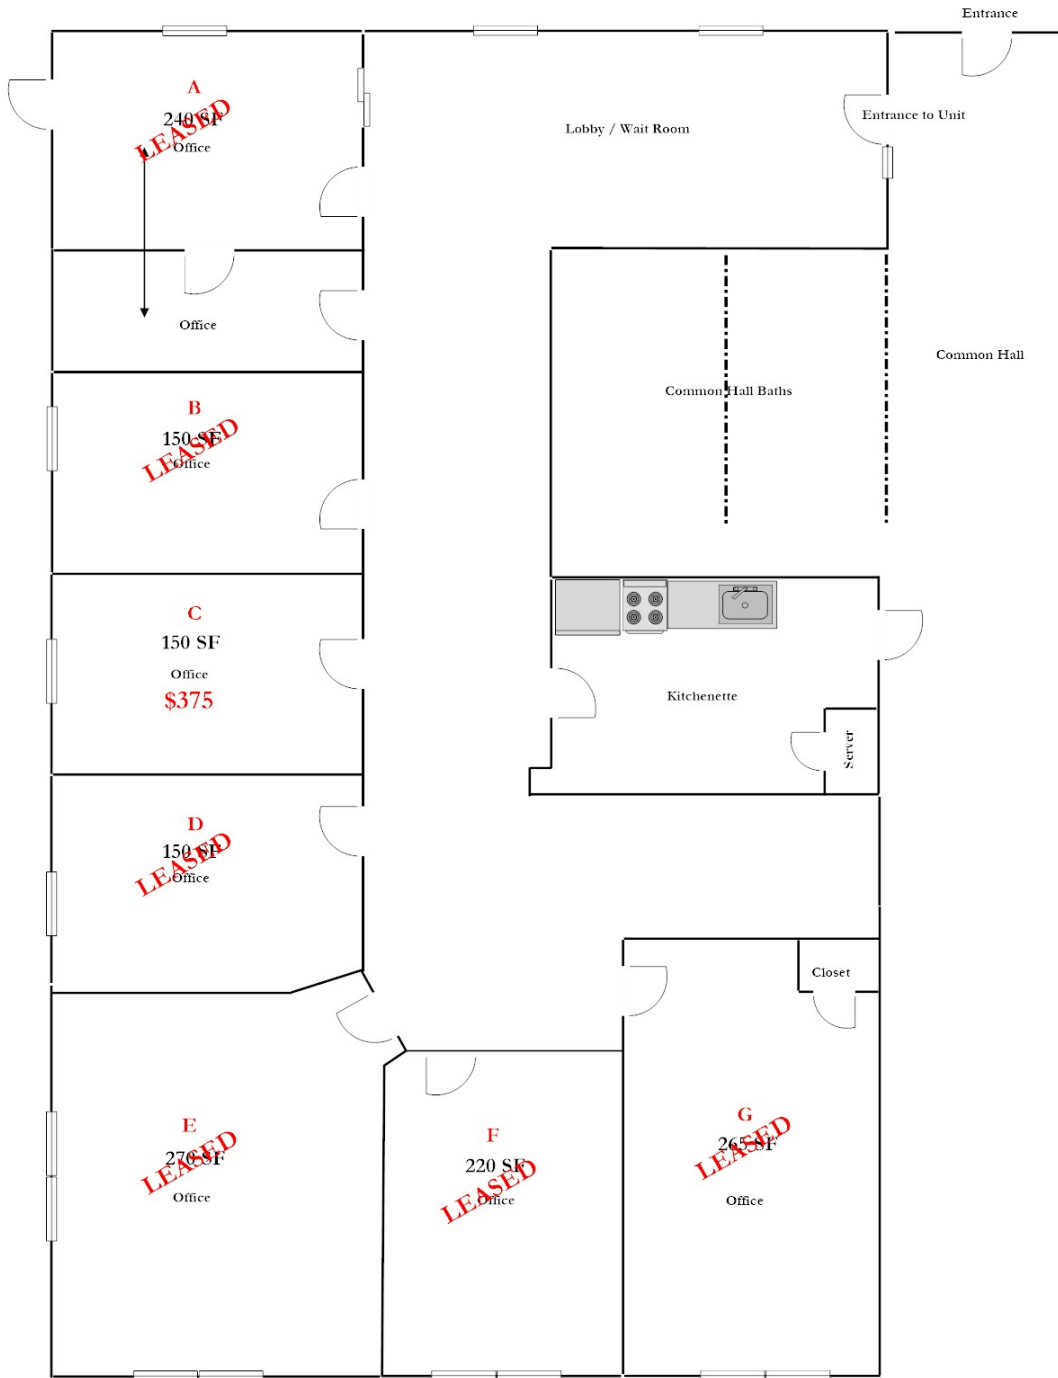 Entrance
A
240 SF
LEASED
Office
Lobby / Wait Room
Entrance to Unit
Office
Common Hall
Common Hall Baths
B
150 SF
LEASED
Office
C
150 SF
Office
$375
Kitchenette
Server
D
150 SF
LEASED
Office
Closet
E
270 SF
LEASED
Office
F
220 SF
LEASED
Office
G
265 SF
LEASED
Office